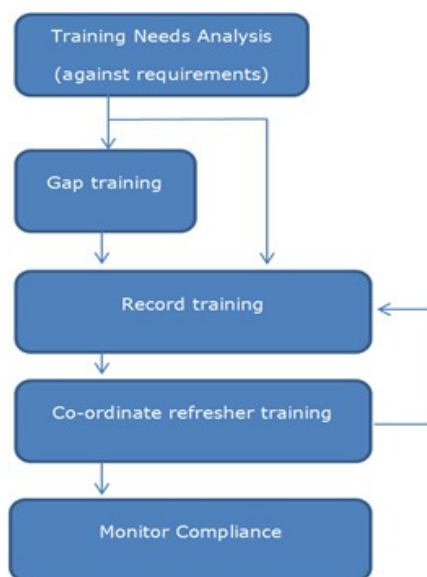 Training Needs Analysis
(against requirements)
Gap training
Record training
Co-ordinate refresher training
Monitor Compliance